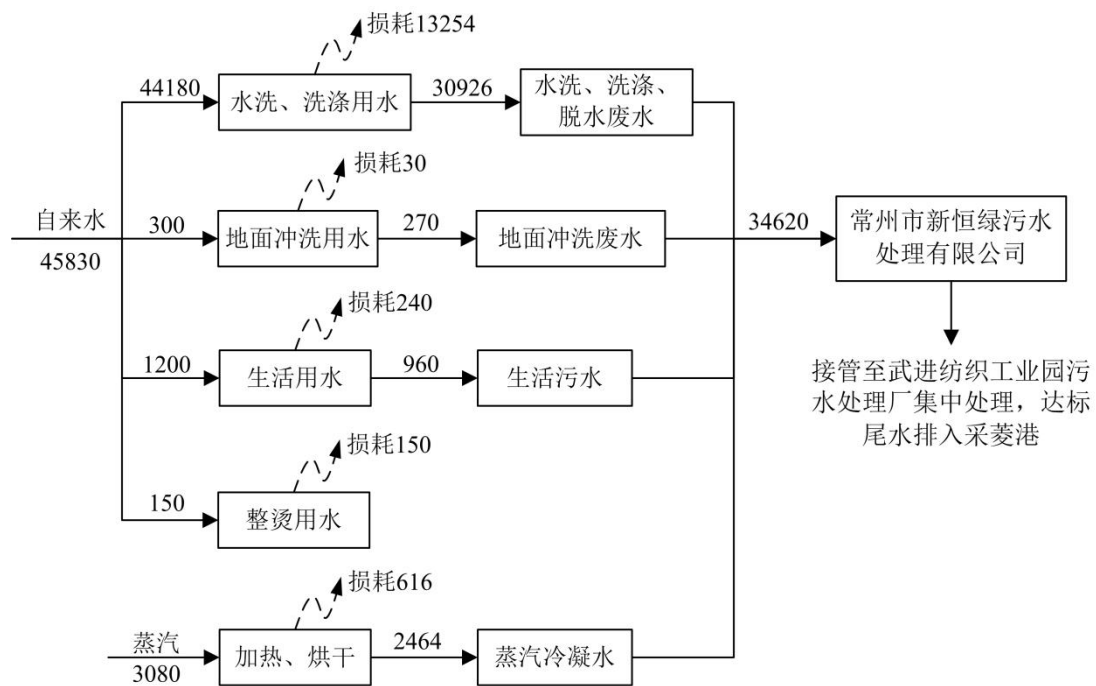 损耗13254
44180
水洗、洗涤用水
30926
水洗、洗涤、
脱水废水
损耗30
自来水
45830
300
地面冲洗用水
270
地面冲洗废水
34620
常州市新恒绿污水
处理有限公司
损耗240
1200
生活用水
960
生活污水
接管至武进纺织工业园污
水处理厂集中处理，达标
尾水排入采菱港
损耗150
150
整烫用水
损耗616
蒸汽
3080
加热、烘干
2464
蒸汽冷凝水